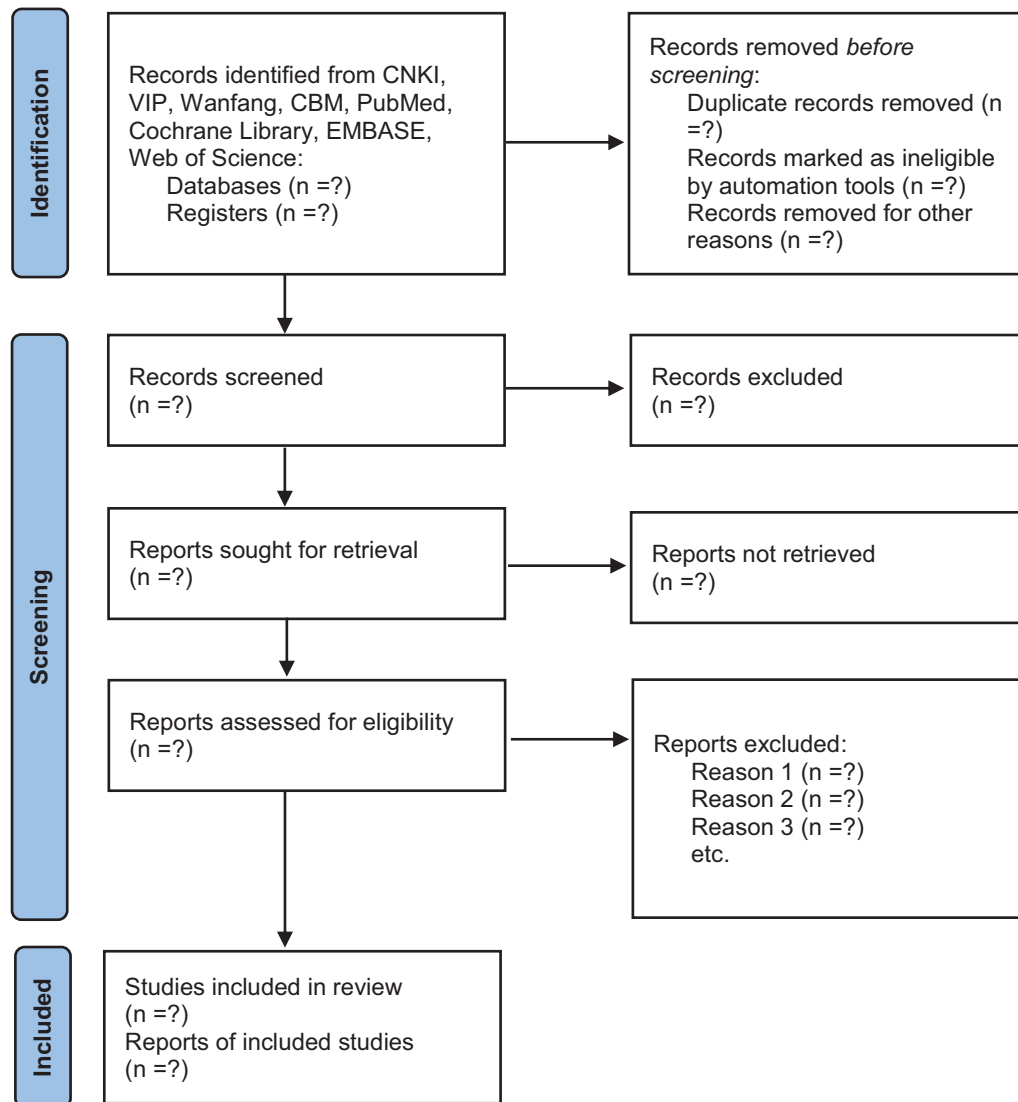 Identification
Records identified from CNKI,
VIP, Wanfang, CBM, PubMed,
Cochrane Library, EMBASE,
Web of Science:
Databases (n =?)
Registers (n =?)
Records removed before
screening:
Duplicate records removed (n
=?)
Records marked as ineligible
by automation tools (n =?)
Records removed for other
reasons (n =?)
Screening
Records screened
(n =?)
Records excluded
(n =?)
Reports sought for retrieval
(n =?)
Reports not retrieved
(n =?)
Reports assessed for eligibility
(n =?)
Reports excluded:
Reason 1 (n =?)
Reason 2 (n =?)
Reason 3 (n =?)
etc.
Included
Studies included in review
(n =?)
Reports of included studies
(n =?)